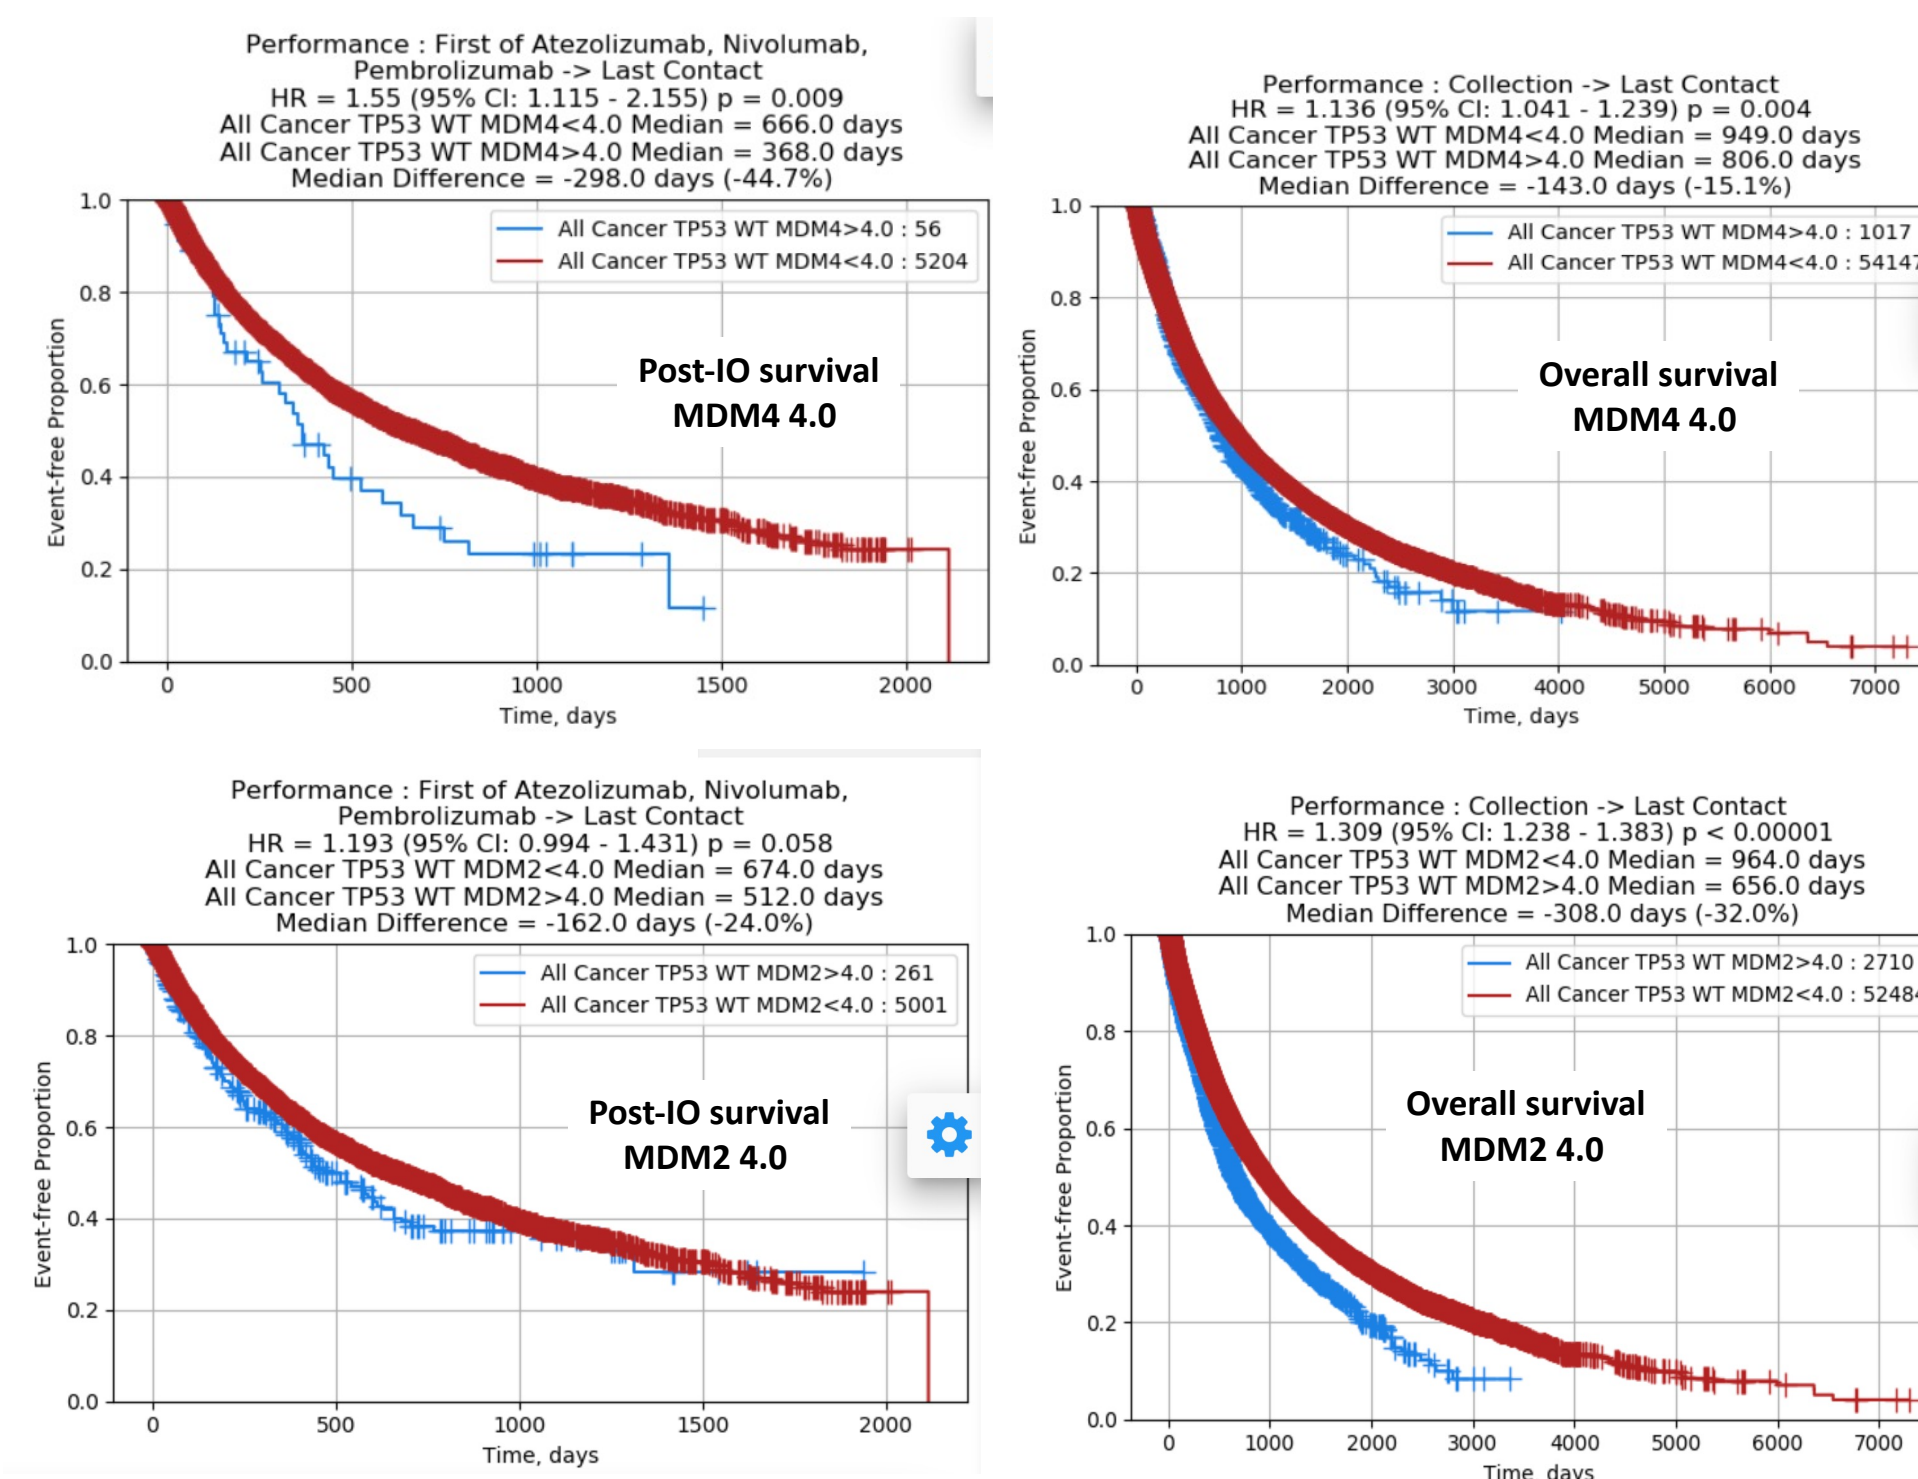 Performance : First of Atezolizumab, Nivolumab,
Pembrolizumab -> Last Contact
HR = 1.55 (95% CI: 1.115 - 2.155) p = 0.009
All Cancer TP53 WT MDM4<4.0 Median = 666.0 days
All Cancer TP53 WT MDM4>4.0 Median = 368.0 days
Median Difference = -298.0 days (-44.7%)
All Cancer TP53 WT MDM4>4.0 : 56
All Cancer TP53 WT MDM4<4.0 : 5204
Post-IO survival
MDM4 4.0
Event-free Proportion
1.0
0.8
0.6
0.4
0.2
0.0
0 500 1000 1500 2000
Time, days
Performance : Collection -> Last Contact
HR = 1.136 (95% CI: 1.041 - 1.239) p = 0.004
All Cancer TP53 WT MDM4<4.0 Median = 949.0 days
All Cancer TP53 WT MDM4>4.0 Median = 806.0 days
Median Difference = -143.0 days (-15.1%)
All Cancer TP53 WT MDM4>4.0 : 1017
All Cancer TP53 WT MDM4<4.0 : 54147
Overall survival
MDM4 4.0
Event-free Proportion
1.0
0.8
0.6
0.4
0.2
0.0
0 1000 2000 3000 4000 5000 6000 7000
Time, days
Performance : First of Atezolizumab, Nivolumab,
Pembrolizumab -> Last Contact
HR = 1.193 (95% CI: 0.994 - 1.431) p = 0.058
All Cancer TP53 WT MDM2<4.0 Median = 674.0 days
All Cancer TP53 WT MDM2>4.0 Median = 512.0 days
Median Difference = -162.0 days (-24.0%)
All Cancer TP53 WT MDM2>4.0 : 261
All Cancer TP53 WT MDM2<4.0 : 5001
Post-IO survival
MDM2 4.0
Event-free Proportion
1.0
0.8
0.6
0.4
0.2
0.0
0 500 1000 1500 2000
Time, days
Performance : Collection -> Last Contact
HR = 1.309 (95% CI: 1.238 - 1.383) p < 0.00001
All Cancer TP53 WT MDM2<4.0 Median = 964.0 days
All Cancer TP53 WT MDM2>4.0 Median = 656.0 days
Median Difference = -308.0 days (-32.0%)
All Cancer TP53 WT MDM2>4.0 : 2710
All Cancer TP53 WT MDM2<4.0 : 52484
Overall survival
MDM2 4.0
Event-free Proportion
1.0
0.8
0.6
0.4
0.2
0.0
0 1000 2000 3000 4000 5000 6000 7000
Time, days